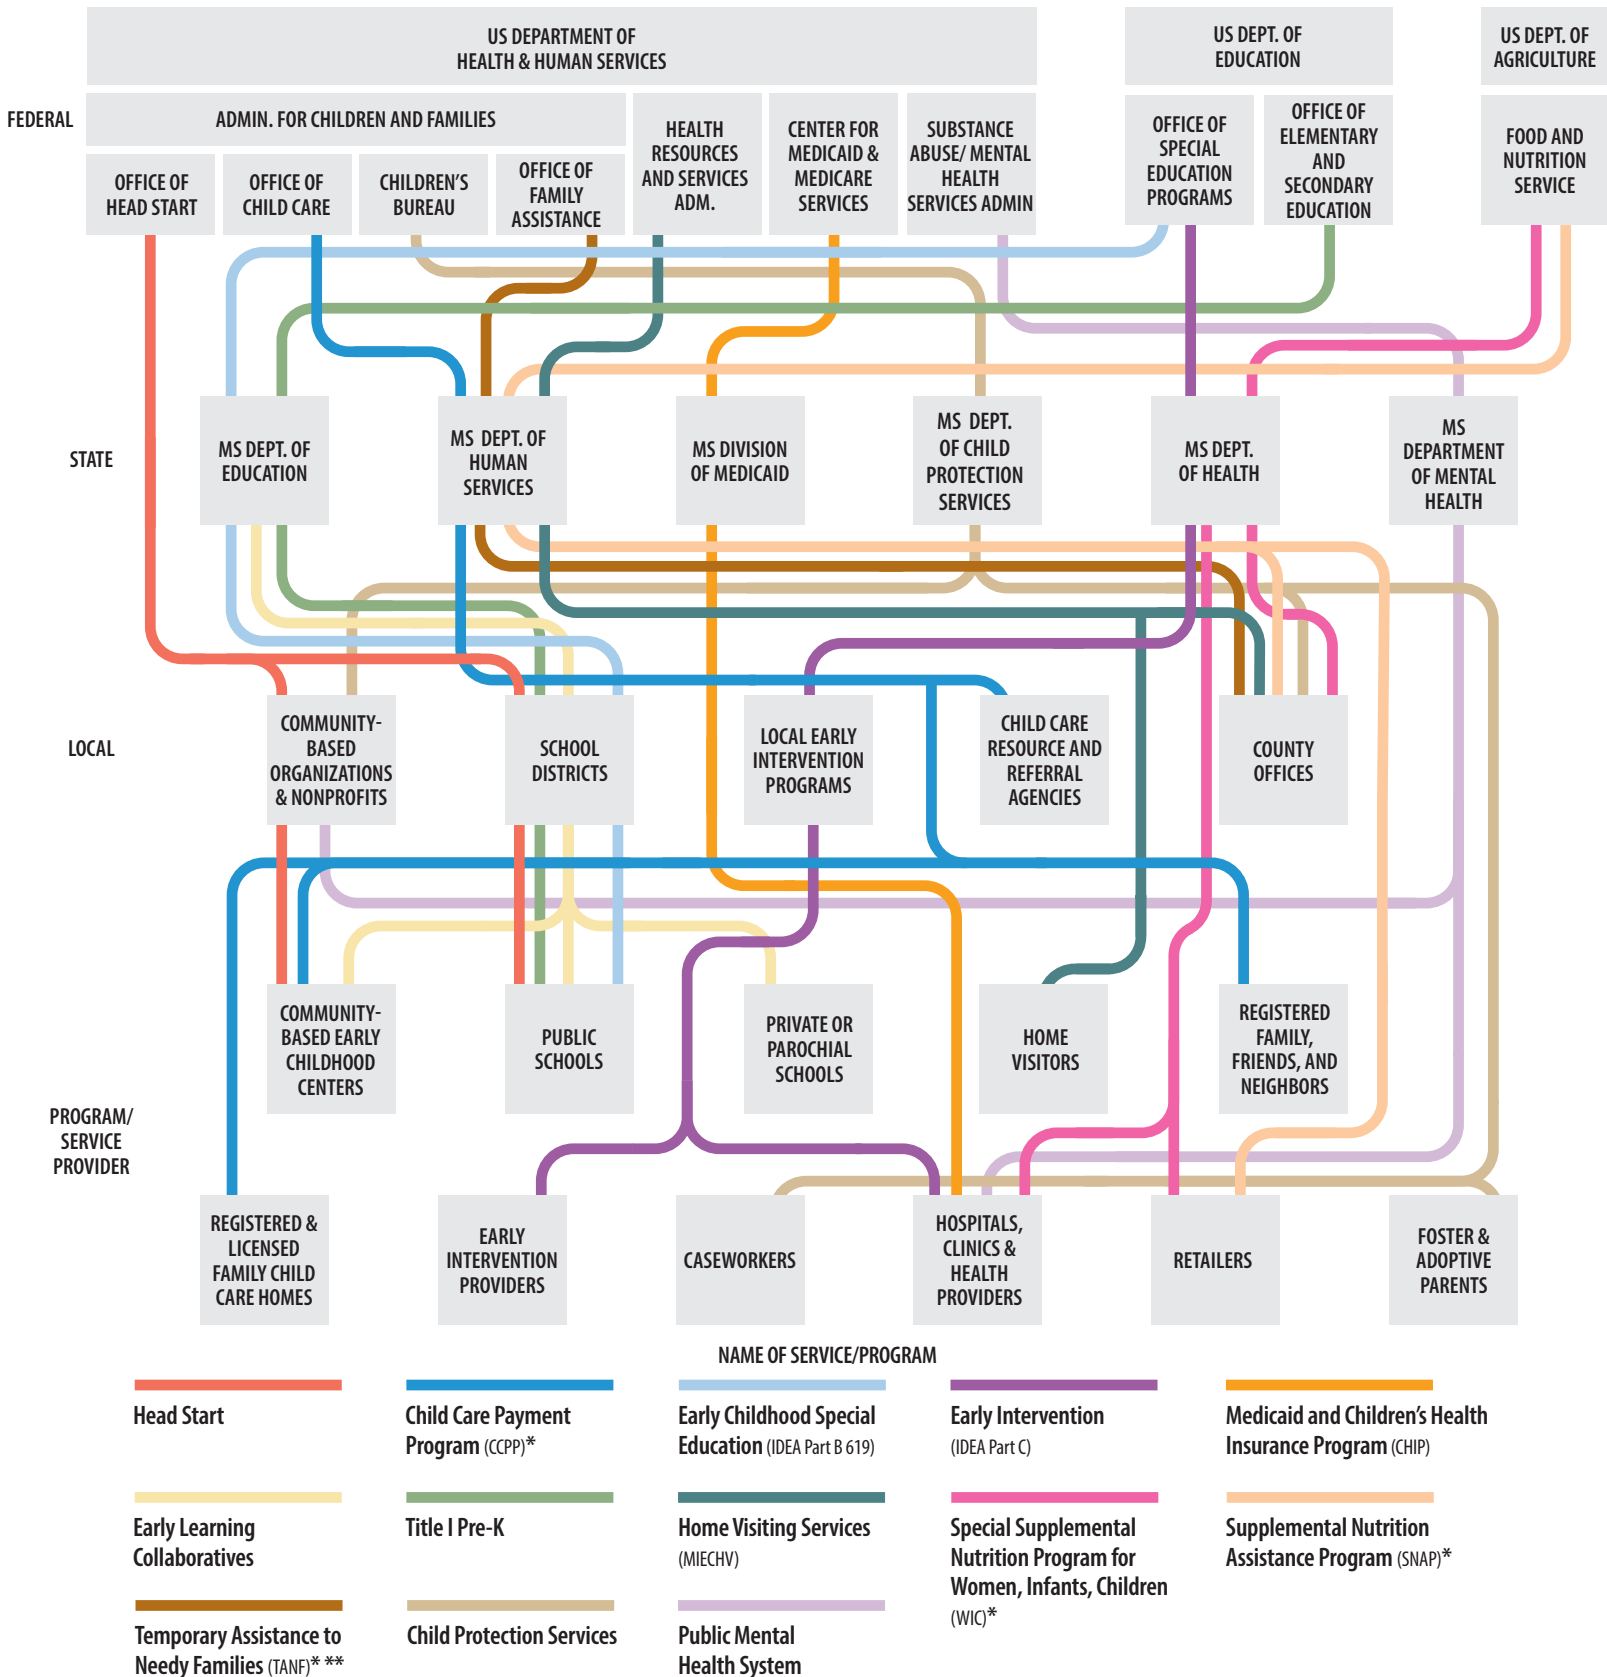 US DEPARTMENT OF
HEALTH & HUMAN SERVICES
US DEPT. OF
EDUCATION
US DEPT. OF
AGRICULTURE
FEDERAL
ADMIN. FOR CHILDREN AND FAMILIES
OFFICE OF
HEAD START
OFFICE OF
CHILD CARE
CHILDREN'S
BUREAU
OFFICE OF
FAMILY
ASSISTANCE
HEALTH
RESOURCES
AND SERVICES
ADM.
CENTER FOR
MEDICAID &
MEDICARE
SERVICES
SUBSTANCE
ABUSE/ MENTAL
HEALTH
SERVICES ADMIN
OFFICE OF
SPECIAL
EDUCATION
PROGRAMS
OFFICE OF
ELEMENTARY
AND
SECONDARY
EDUCATION
FOOD AND
NUTRITION
SERVICE
STATE
MS DEPT. OF
EDUCATION
MS DEPT. OF
HUMAN
SERVICES
MS DIVISION
OF MEDICAID
MS DEPT.
OF CHILD
PROTECTION
SERVICES
MS DEPT.
OF HEALTH
MS
DEPARTMENT
OF MENTAL
HEALTH
LOCAL
COMMUNITY-
BASED
ORGANIZATIONS
& NONPROFITS
SCHOOL
DISTRICTS
LOCAL EARLY
INTERVENTION
PROGRAMS
CHILD CARE
RESOURCE AND
REFERRAL
AGENCIES
COUNTY
OFFICES
PROGRAM/
SERVICE
PROVIDER
COMMUNITY-
BASED EARLY
CHILDHOOD
CENTERS
PUBLIC
SCHOOLS
PRIVATE OR
PAROCHIAL
SCHOOLS
HOME
VISITORS
REGISTERED
FAMILY,
FRIENDS, AND
NEIGHBORS
REGISTERED &
LICENSED
FAMILY CHILD
CARE HOMES
EARLY
INTERVENTION
PROVIDERS
CASEWORKERS
HOSPITALS,
CLINICS &
HEALTH
PROVIDERS
RETAILERS
FOSTER &
ADOPTIVE
PARENTS
NAME OF SERVICE/PROGRAM
Head Start
Child Care Payment
Program (CCPP)*
Early Childhood Special
Education (IDEA Part B 619)
Early Intervention
(IDEA Part C)
Medicaid and Children's Health
Insurance Program (CHIP)
Early Learning
Collaboratives
Title I Pre-K
Home Visiting Services
(MIECHV)
Special Supplemental
Nutrition Program for
Women, Infants, Children
(WIC)*
Supplemental Nutrition
Assistance Program (SNAP)*
Temporary Assistance to
Needy Families (TANF)* **
Child Protection Services
Public Mental
Health System